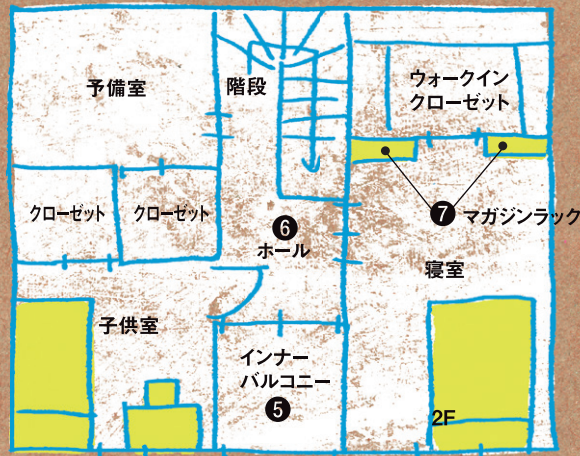 予備室
階段
ウォークイン
クローゼット
クローゼット
クローゼット
❼ マガジンラック
❻
ホール
寝室
子供室
インナー
バルコニー
❺
2F